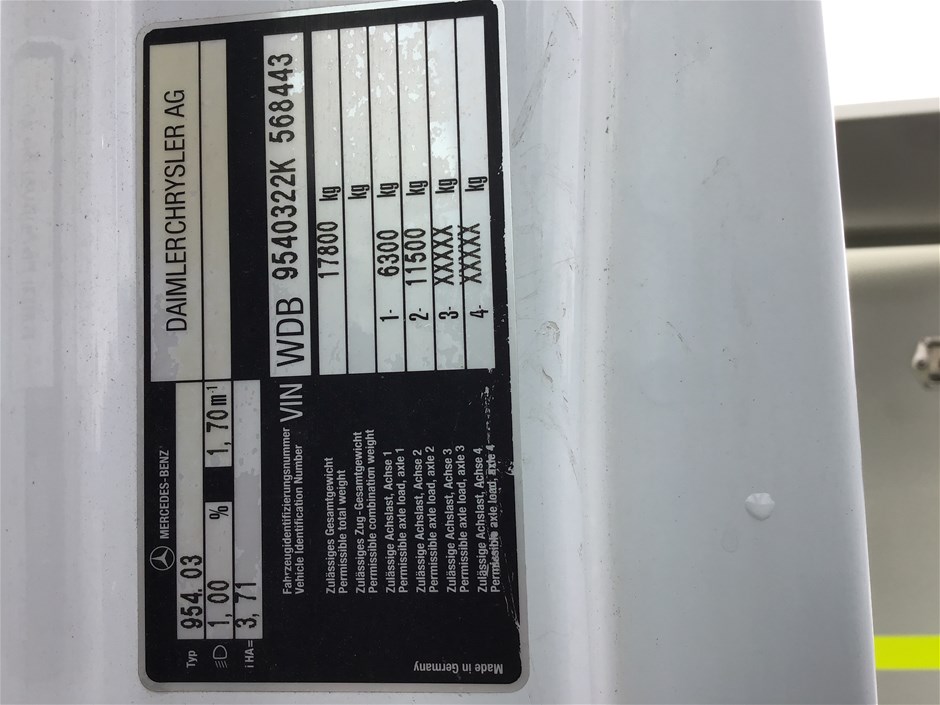 MERCEDES-BENZ
DAIMLERCHRYSLER AG
Typ 954.03
1,00 % 1,70m-1
i HA= 3,71
Fahrzeugidentifizierungsnummer
Vehicle Identification Number
VIN WDB 9540322K 568443
Zulässiges Gesamtgewicht
Permissible total weight
17800 kg
Zulässiges Zug-Gesamtgewicht
Permissible combination weight
kg
Zulässige Achslast, Achse 1
Permissible axle load, axle 1
1- 6300 kg
Zulässige Achslast, Achse 2
Permissible axle load, axle 2
2- 11500 kg
Zulässige Achslast, Achse 3
Permissible axle load, axle 3
3- XXXXX kg
Zulässige Achslast, Achse 4
Permissible axle load, axle 4
4- XXXXX kg
Made in Germany